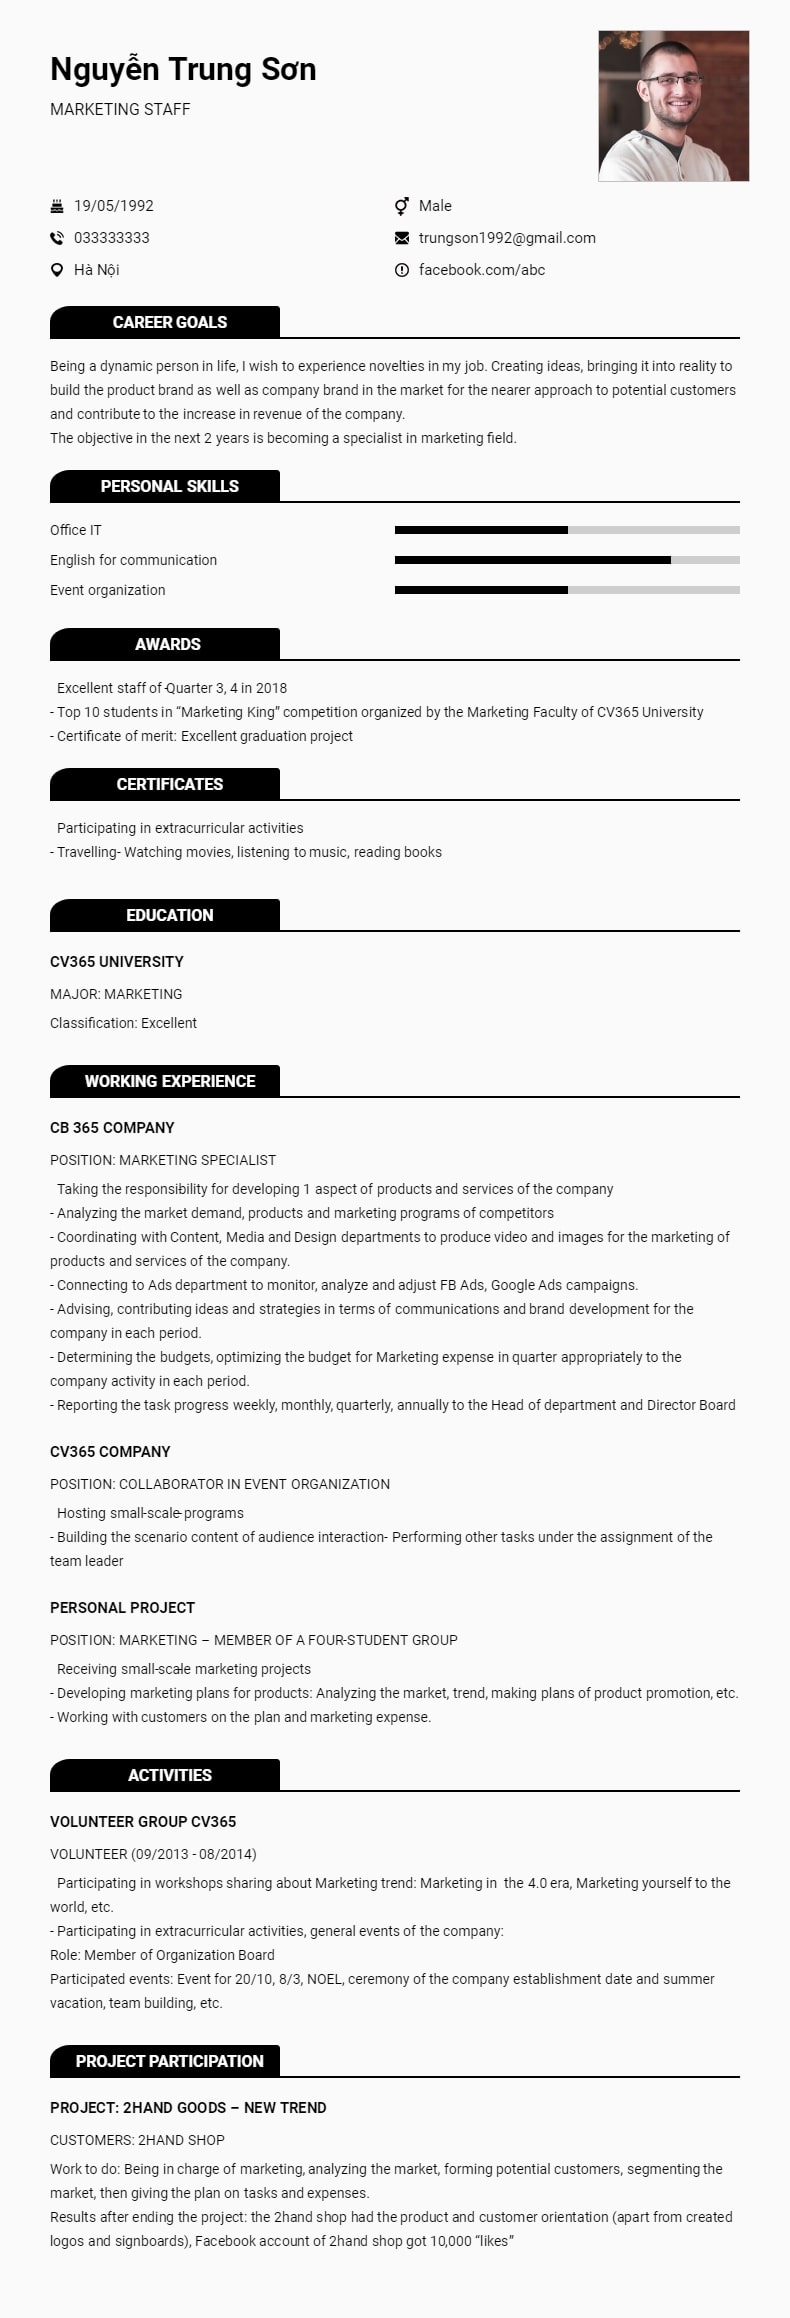 Nguyễn Trung Sơn
MARKETING STAFF
19/05/1992
Male
033333333
trungson1992@gmail.com
Hà Nội
facebook.com/abc
CAREER GOALS
Being a dynamic person in life, I wish to experience novelties in my job. Creating ideas, bringing it into reality to
build the product brand as well as company brand in the market for the nearer approach to potential customers
and contribute to the increase in revenue of the company.
The objective in the next 2 years is becoming a specialist in marketing field.
PERSONAL SKILLS
Office IT
English for communication
Event organization
AWARDS
Excellent staff of -Quarter 3, 4 in 2018
- Top 10 students in “Marketing King” competition organized by the Marketing Faculty of CV365 University
- Certificate of merit: Excellent graduation project
CERTIFICATES
Participating in extracurricular activities
- Travelling- Watching movies, listening to music, reading books
EDUCATION
CV365 UNIVERSITY
MAJOR: MARKETING
Classification: Excellent
WORKING EXPERIENCE
CB 365 COMPANY
POSITION: MARKETING SPECIALIST
Taking the responsibility for developing 1 aspect of products and services of the company
- Analyzing the market demand, products and marketing programs of competitors
- Coordinating with Content, Media and Design departments to produce video and images for the marketing of
products and services of the company.
- Connecting to Ads department to monitor, analyze and adjust FB Ads, Google Ads campaigns.
- Advising, contributing ideas and strategies in terms of communications and brand development for the
company in each period.
- Determining the budgets, optimizing the budget for Marketing expense in quarter appropriately to the
company activity in each period.
- Reporting the task progress weekly, monthly, quarterly, annually to the Head of department and Director Board
CV365 COMPANY
POSITION: COLLABORATOR IN EVENT ORGANIZATION
Hosting small-scale-programs
- Building the scenario content of audience interaction- Performing other tasks under the assignment of the
team leader
PERSONAL PROJECT
POSITION: MARKETING – MEMBER OF A FOUR-STUDENT GROUP
Receiving small-scale marketing projects
- Developing marketing plans for products: Analyzing the market, trend, making plans of product promotion, etc.
- Working with customers on the plan and marketing expense.
ACTIVITIES
VOLUNTEER GROUP CV365
VOLUNTEER (09/2013 - 08/2014)
Participating in workshops sharing about Marketing trend: Marketing in the 4.0 era, Marketing yourself to the
world, etc.
- Participating in extracurricular activities, general events of the company:
Role: Member of Organization Board
Participated events: Event for 20/10, 8/3, NOEL, ceremony of the company establishment date and summer
vacation, team building, etc.
PROJECT PARTICIPATION
PROJECT: 2HAND GOODS – NEW TREND
CUSTOMERS: 2HAND SHOP
Work to do: Being in charge of marketing, analyzing the market, forming potential customers, segmenting the
market, then giving the plan on tasks and expenses.
Results after ending the project: the 2hand shop had the product and customer orientation (apart from created
logos and signboards), Facebook account of 2hand shop got 10,000 “likes”